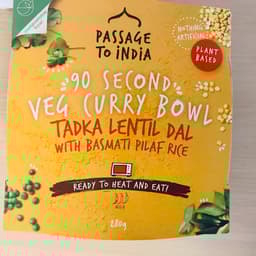 PASSAGE
TO INDIA
NOTHING
ARTIFICIAL
PLANT
BASED
90 SECOND
VEG CURRY BOWL
TADKA LENTIL DAL
WITH BASMATI PILAF RICE
READY TO HEAT AND EAT!
280g